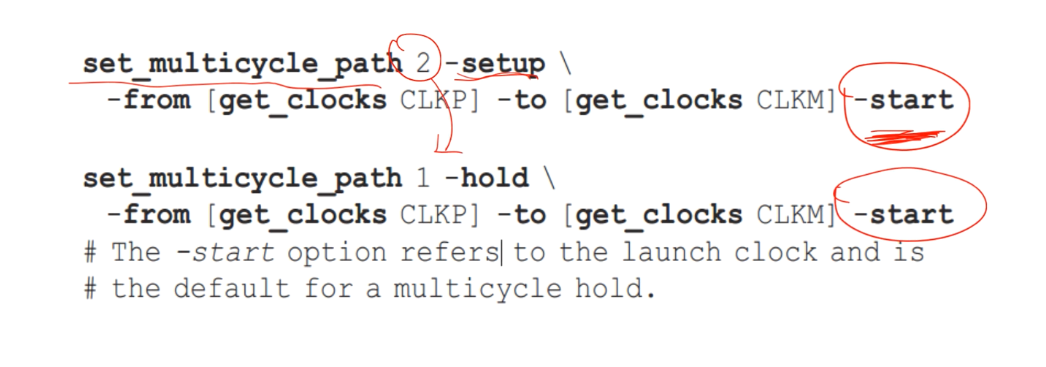 set_multicycle_path 2 -setup \
-from [get_clocks CLKP] -to [get_clocks CLKM] -start
set_multicycle_path 1 -hold \
-from [get_clocks CLKP] -to [get_clocks CLKM] -start
# The -start option refers to the launch clock and is
# the default for a multicycle hold.